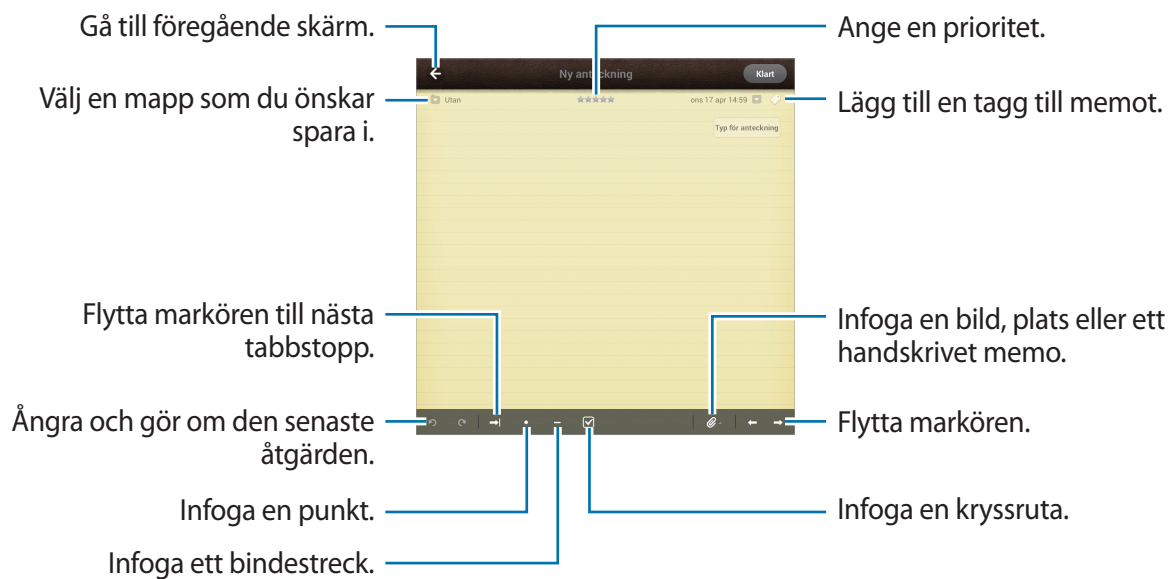 Gå till föregående skärm.
Ange en prioritet.
Ny anteckning
Klart
Välj en mapp som du önskar
spara i.
Utan
ons 17 apr 14:59
Lägg till en tagg till memot.
Typ för anteckning
Flytta markören till nästa
tabbstopp.
Infoga en bild, plats eller ett
handskrivet memo.
Ångra och gör om den senaste
åtgärden.
Flytta markören.
Infoga en punkt.
Infoga en kryssruta.
Infoga ett bindestreck.